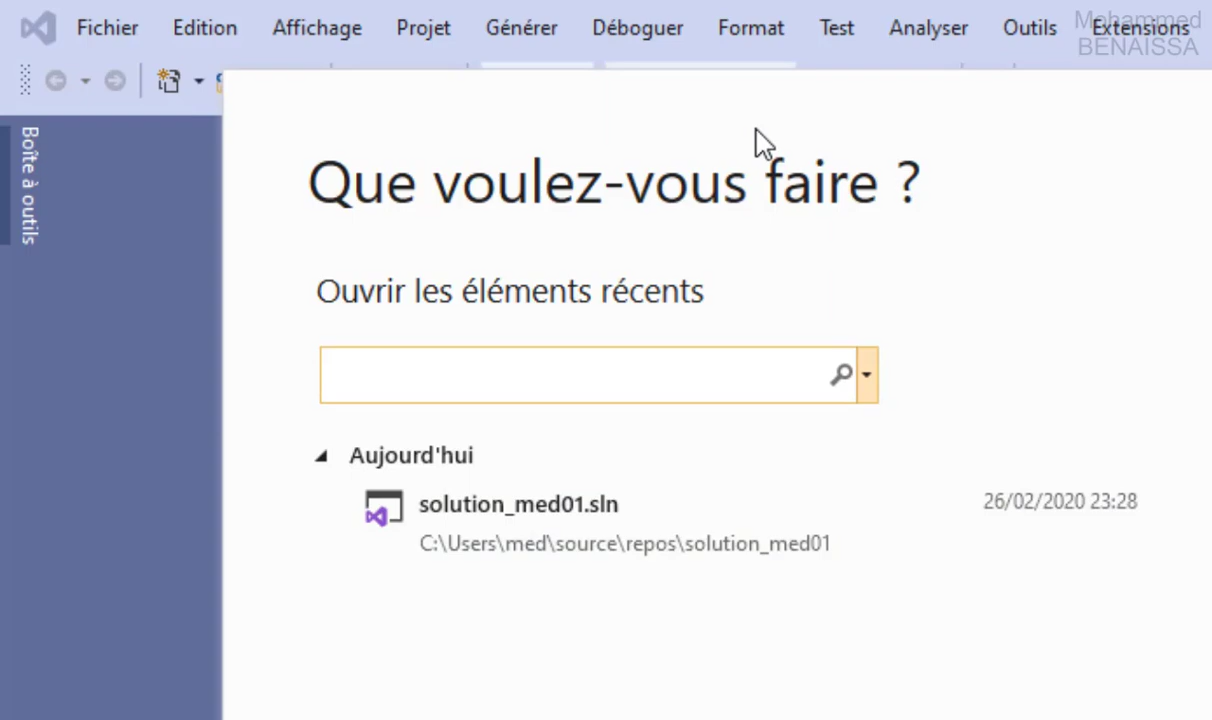 Fichier Edition Affichage Projet Générer Déboguer Format Test Analyser Outils Extensions
Mohammed
BENAISSA
Boîte à outils
Que voulez-vous faire ?
Ouvrir les éléments récents
Aujourd'hui
solution_med01.sln 26/02/2020 23:28
C:\Users\med\source\repos\solution_med01